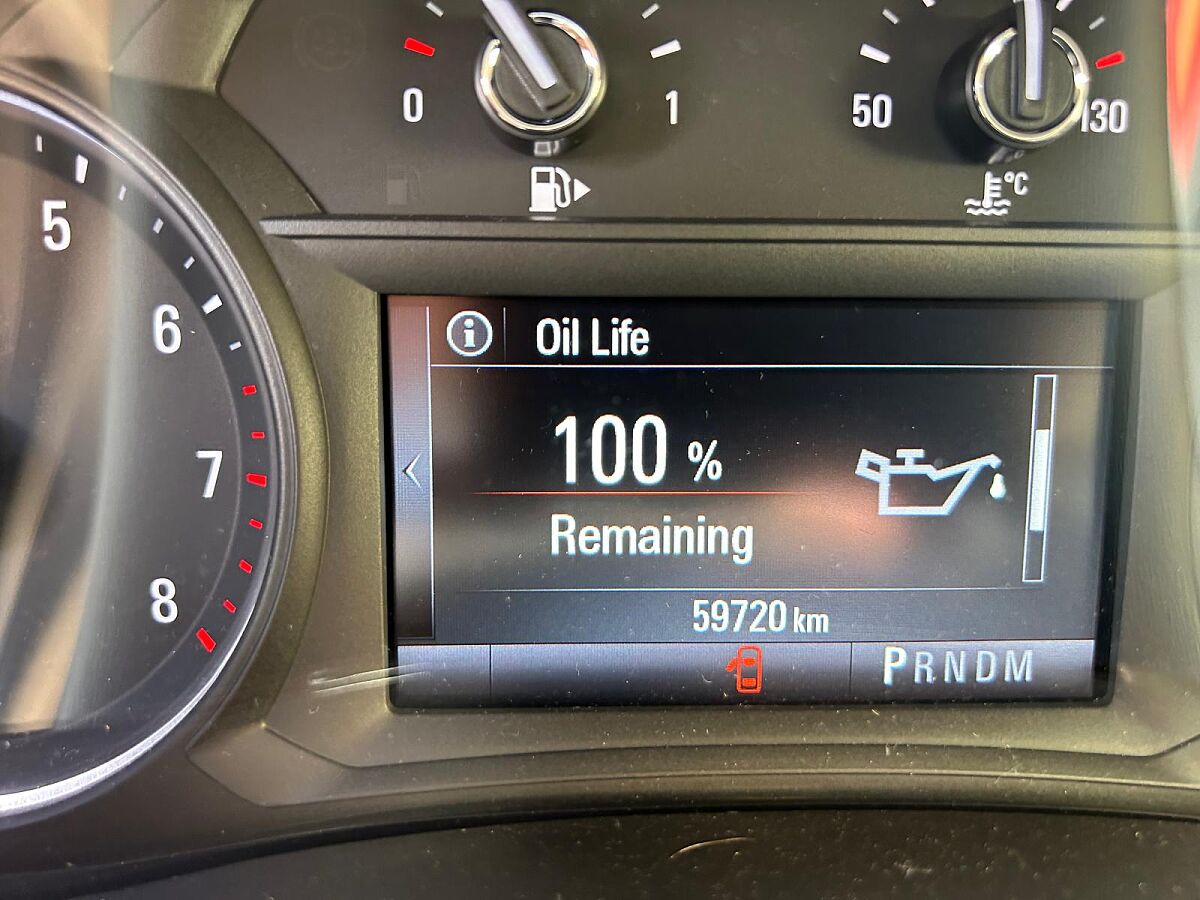 0 1 50 130
°C
5
6
7
8
i Oil Life
100 %
Remaining
59720 km
PRNDM